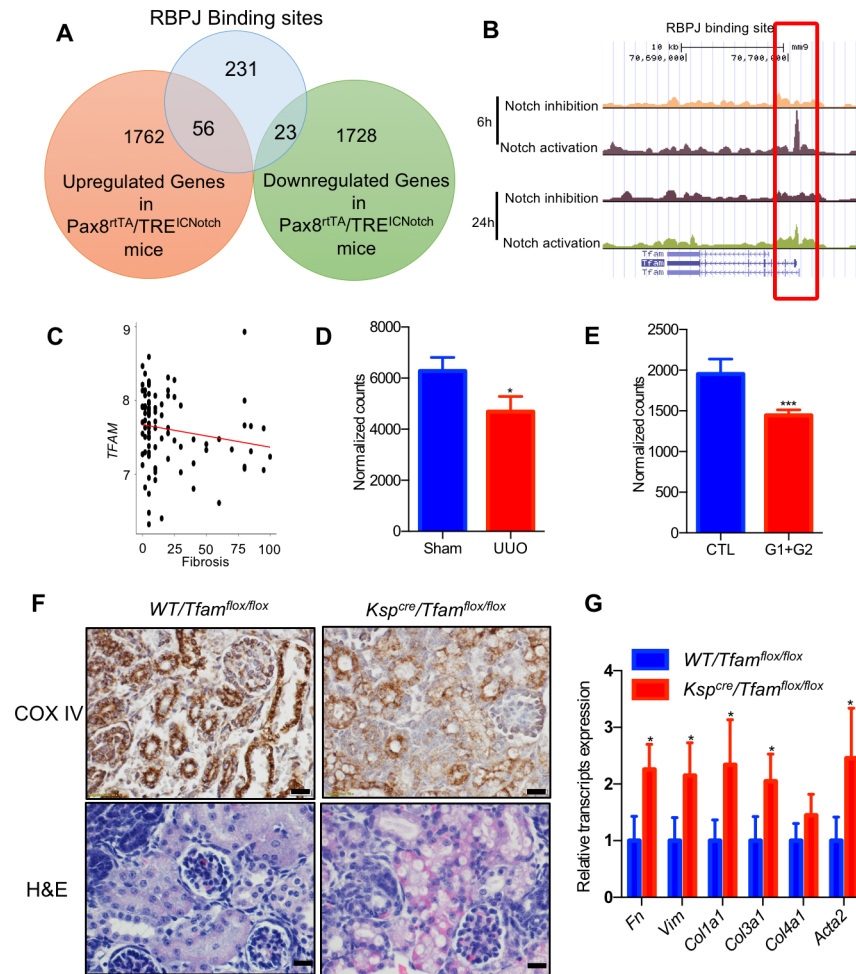 A
RBPJ Binding sites
231
1762
56
23
1728
Upregulated Genes
in
Pax8rtTA/TREICNotch
mice
Downregulated Genes
in
Pax8rtTA/TREICNotch
mice
B
RBPJ binding sites
10 kb
mm9
70,690,000
70,700,000
6h
Notch inhibition
Notch activation
24h
Notch inhibition
Notch activation
Tfam
Tfam
Tfam
C
TFAM
9
8
7
0
25
50
75
100
Fibrosis
D
Normalized counts
8000
6000
4000
2000
0
*
Sham
UUO
E
Normalized counts
2500
2000
1500
1000
500
0
***
CTL
G1+G2
F
WT/Tfamflox/flox
Kspcre/Tfamflox/flox
COX IV
H&E
G
WT/Tfamflox/flox
Kspcre/Tfamflox/flox
Relative transcripts expression
4
3
2
1
0
*
*
*
*
*
Fn
Vim
Col1a1
Col3a1
Col4a1
Acta2